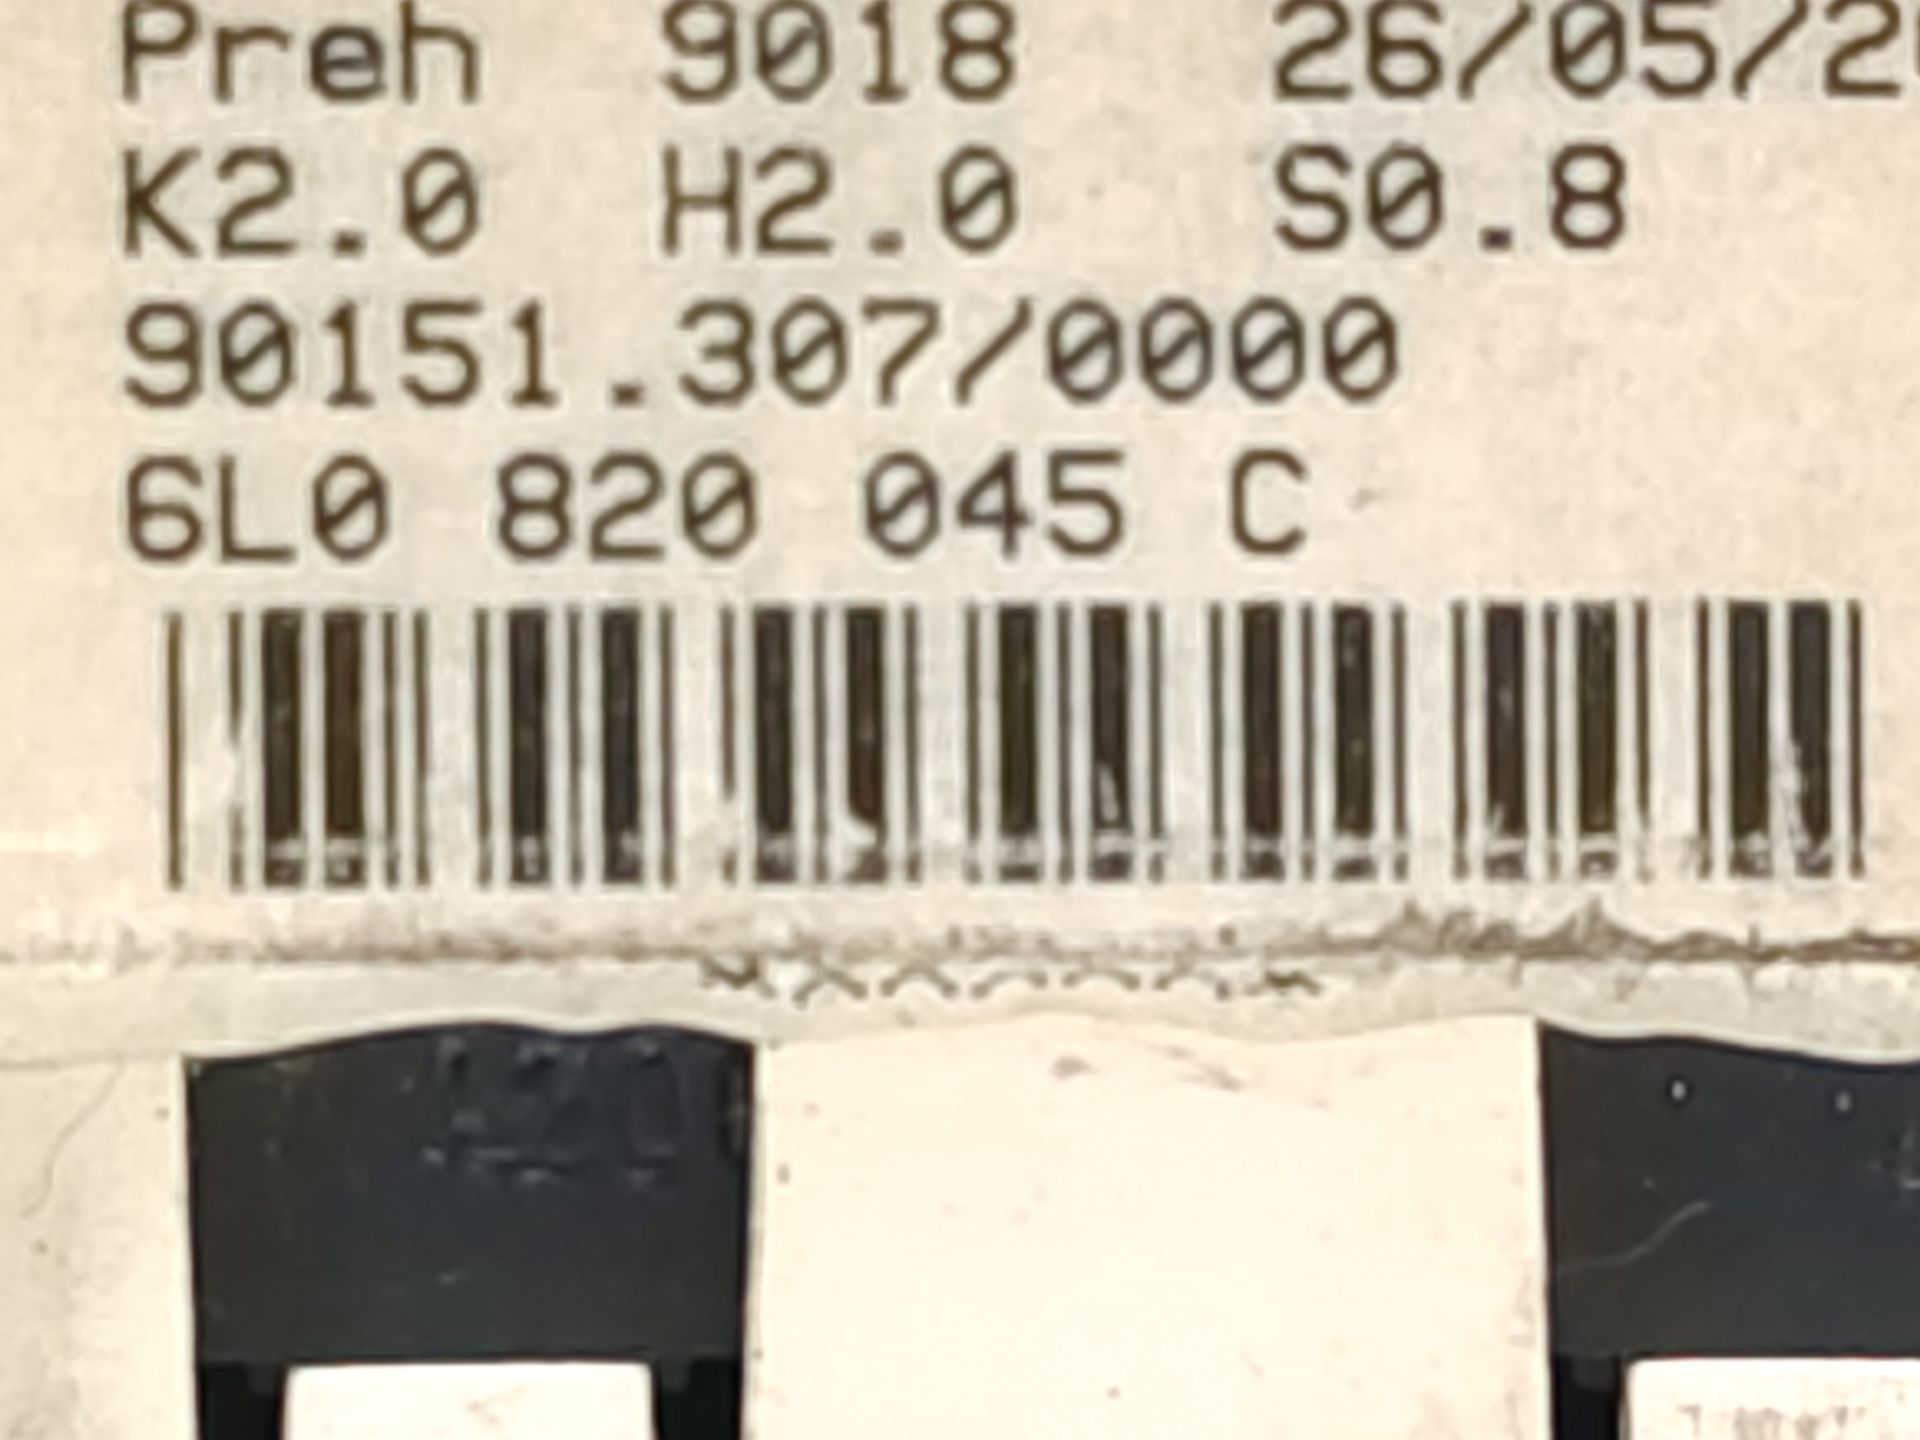 Preh 9018 26/05/2
K2.0 H2.0 S0.8
90151.307/0000
6L0 820 045 C